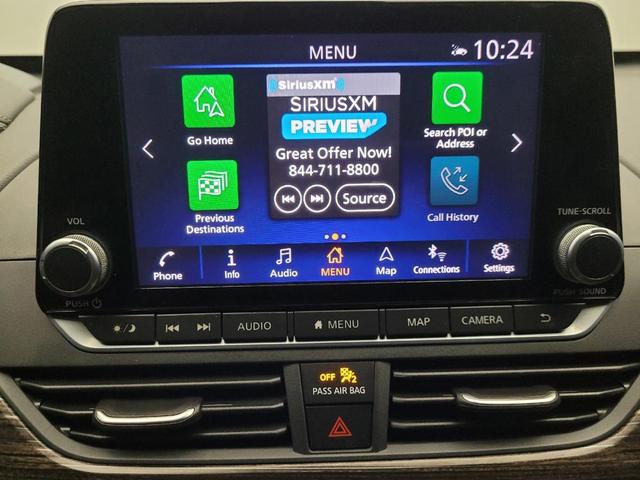 MENU
10:24
SiriusXm
SIRIUSXM
PREVIEW
Great Offer Now!
844-711-8800
Source
Go Home
Previous
Destinations
Search POI or
Address
Call History
Phone
Info
Audio
MENU
Map
Connections
Settings
VOL
PUSH
TUNE-SCROLL
PUSH SOUND
AUDIO
MENU
MAP
CAMERA
OFF 2
PASS AIR BAG